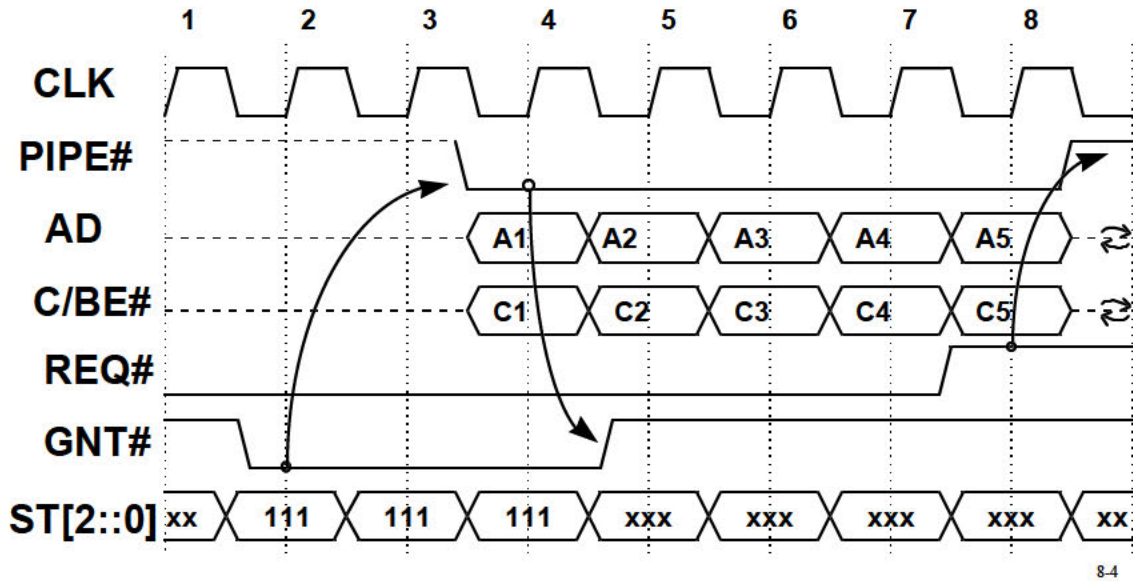 1 2 3 4 5 6 7 8
CLK
PIPE#
AD A1 A2 A3 A4 A5
C/BE# C1 C2 C3 C4 C5
REQ#
GNT#
ST[2::0] xx 111 111 111 xxx xxx xxx xxx xx
8-4